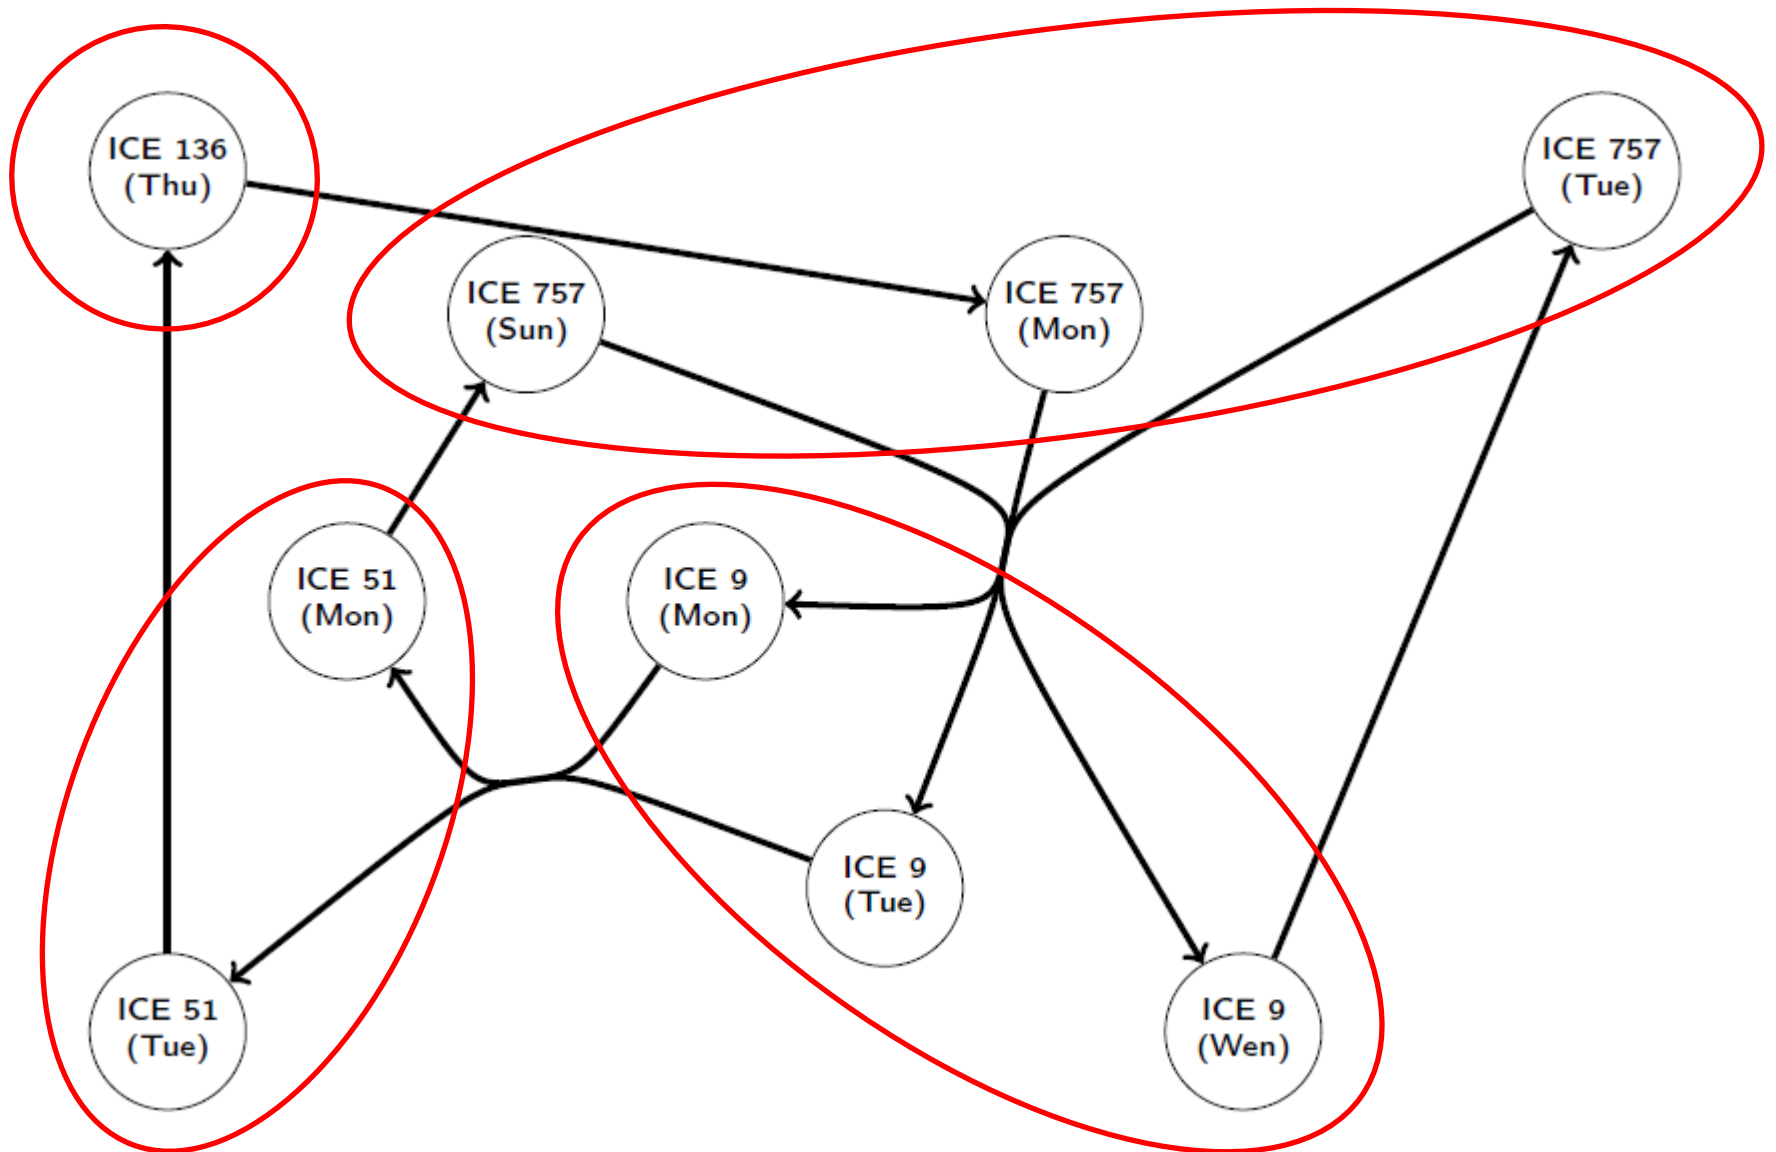 ICE 136
(Thu)
ICE 757
(Tue)
ICE 757
(Sun)
ICE 757
(Mon)
ICE 51
(Mon)
ICE 9
(Mon)
ICE 9
(Tue)
ICE 51
(Tue)
ICE 9
(Wen)